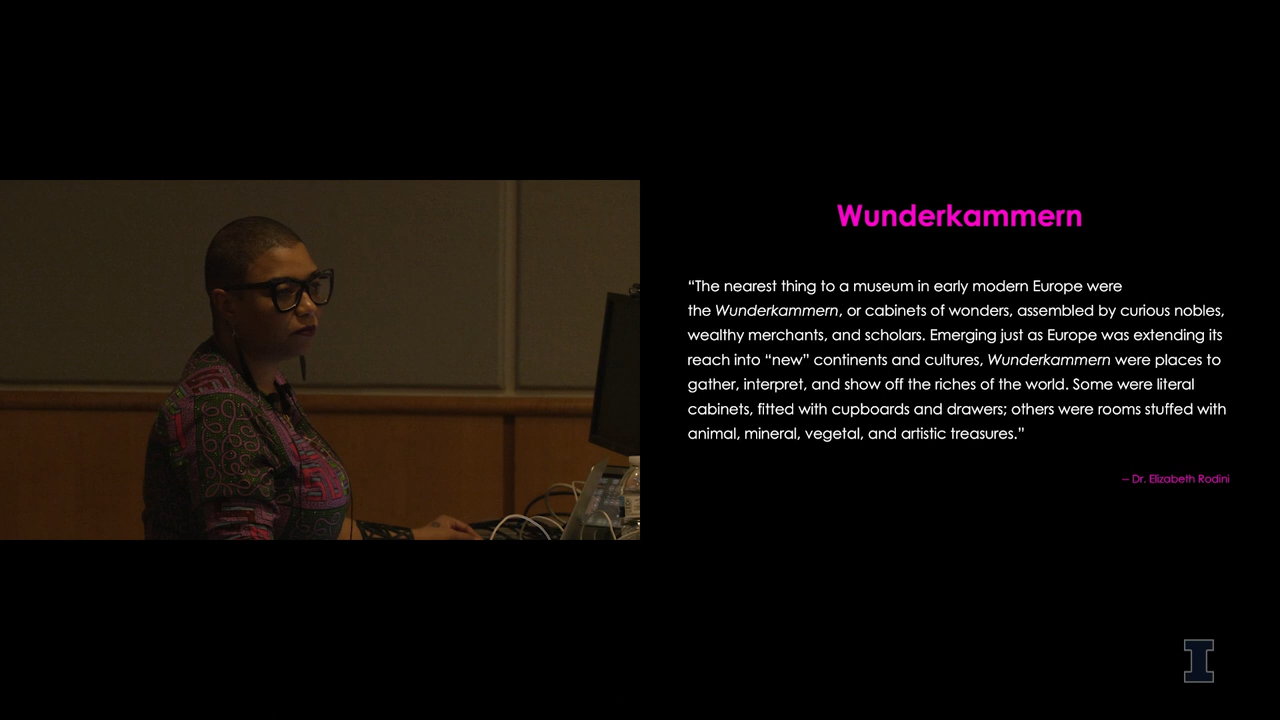 Wunderkammern
“The nearest thing to a museum in early modern Europe were
the Wunderkammern, or cabinets of wonders, assembled by curious nobles,
wealthy merchants, and scholars. Emerging just as Europe was extending its
reach into “new” continents and cultures, Wunderkammern were places to
gather, interpret, and show off the riches of the world. Some were literal
cabinets, fitted with cupboards and drawers; others were rooms stuffed with
animal, mineral, vegetal, and artistic treasures.”
– Dr. Elizabeth Rodini
I